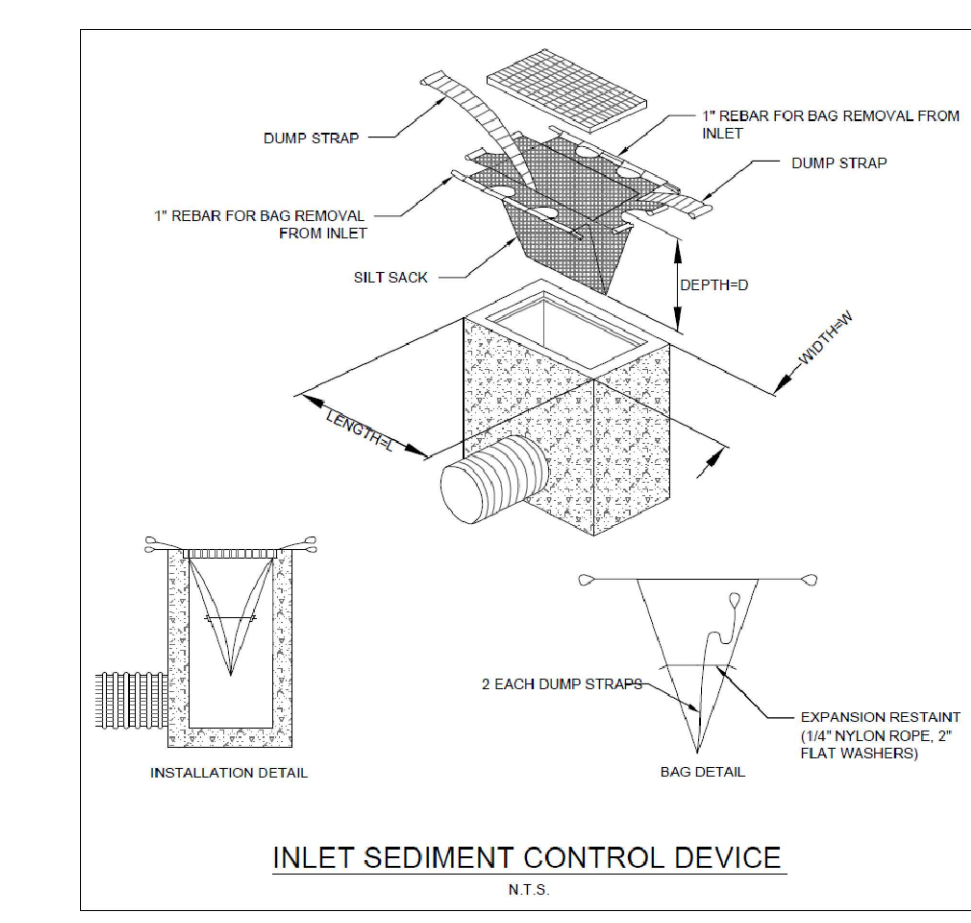 DUMP STRAP
1" REBAR FOR BAG REMOVAL FROM
INLET
DUMP STRAP
1" REBAR FOR BAG REMOVAL
FROM INLET
SILT SACK
DEPTH=D
WIDTH=W
LENGTH=L
2 EACH DUMP STRAPS
EXPANSION RESTAINT
(1/4" NYLON ROPE, 2"
FLAT WASHERS)
INSTALLATION DETAIL
BAG DETAIL
INLET SEDIMENT CONTROL DEVICE
N.T.S.